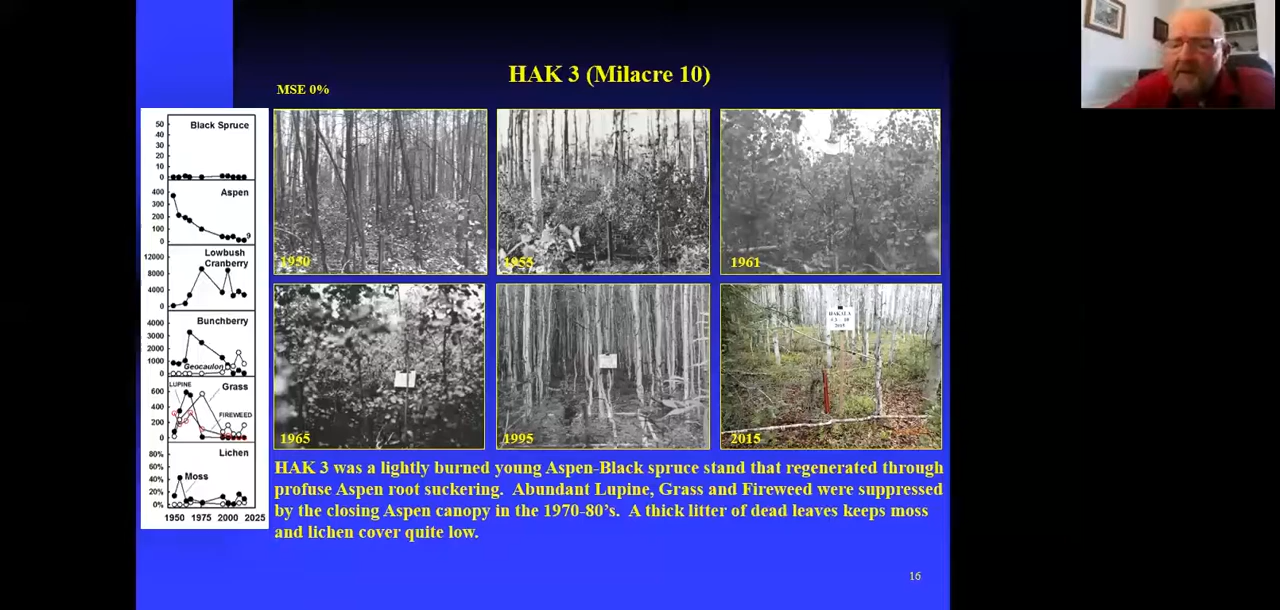 HAK 3 (Milacre 10)
MSE 0%
Black Spruce
50
40
30
20
10
0
Aspen
400
300
200
100
0
9
Lowbush
Cranberry
12000
8000
4000
0
Bunchberry
4000
3000
2000
1000
0
Geocaulon
LUPINE
Grass
600
400
200
0
FIREWEED
Lichen
80%
60%
40%
20%
0%
Moss
1950 1975 2000 2025
1950
1955
1961
1965
1995
HAKALA
2015
2015
HAK 3 was a lightly burned young Aspen-Black spruce stand that regenerated through
profuse Aspen root suckering. Abundant Lupine, Grass and Fireweed were suppressed
by the closing Aspen canopy in the 1970-80's. A thick litter of dead leaves keeps moss
and lichen cover quite low.
16